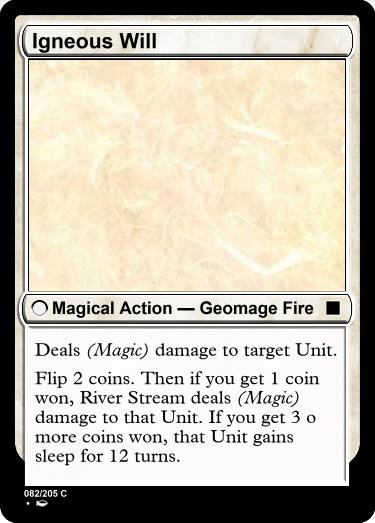 Igneous Will
Magical Action — Geomage Fire
Deals (Magic) damage to target Unit.
Flip 2 coins. Then if you get 1 coin
won, River Stream deals (Magic)
damage to that Unit. If you get 3 o
more coins won, that Unit gains
sleep for 12 turns.
082/205 C